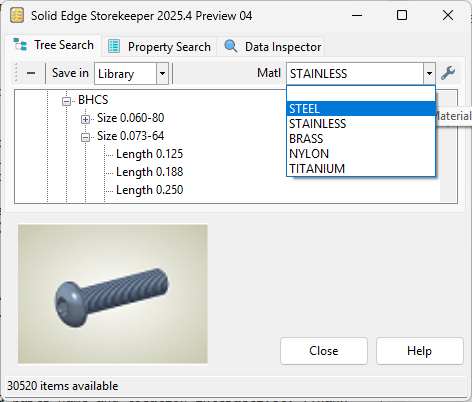 Solid Edge Storekeeper 2025.4 Preview 04
Tree Search Property Search Data Inspector
Save in Library Matl STAINLESS
BHCS
Size 0.060-80
Size 0.073-64
Length 0.125
Length 0.188
Length 0.250
STEEL
STAINLESS
BRASS
NYLON
TITANIUM
Material
Close Help
30520 items available